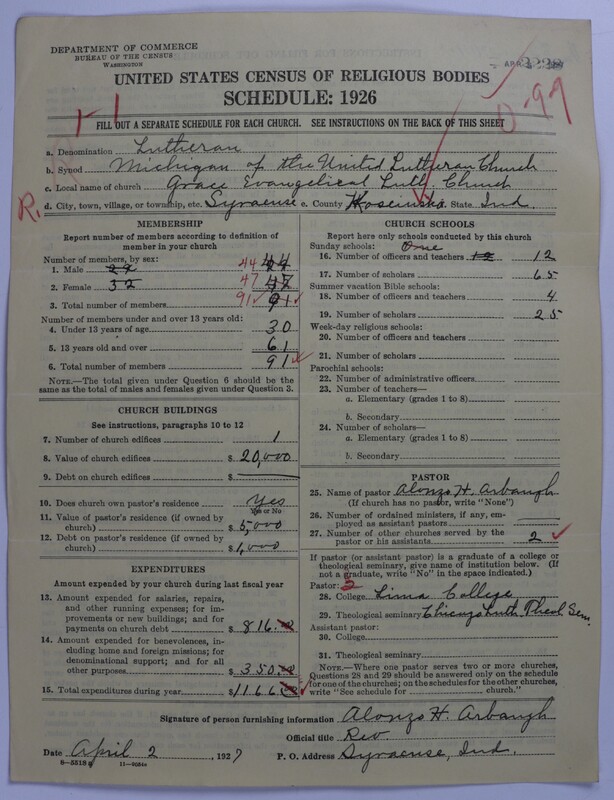 DEPARTMENT OF COMMERCE
BUREAU OF THE CENSUS
WASHINGTON
APR
UNITED STATES CENSUS OF RELIGIOUS BODIES
SCHEDULE: 1926
1-1
FILL OUT A SEPARATE SCHEDULE FOR EACH CHURCH. SEE INSTRUCTIONS ON THE BACK OF THIS SHEET
a. Denomination Lutheran
b. Synod Michigan of the United Lutheran Church
c. Local name of church Grace Evangelical Luth. Church
R. d. City, town, village, or township, etc. Syracuse e. County Kosciusko State Ind.
MEMBERSHIP
Report number of members according to definition of
member in your church
Number of members, by sex:
1. Male 29 44 44
2. Female 32 47 47
3. Total number of members 91 91
Number of members under and over 13 years old:
4. Under 13 years of age 30
5. 13 years old and over 61
6. Total number of members 91
NOTE.—The total given under Question 6 should be
the same as the total of males and females given under Question 3.
CHURCH BUILDINGS
See instructions, paragraphs 10 to 12
7. Number of church edifices 1
8. Value of church edifices $ 20,000
9. Debt on church edifices $
10. Does church own pastor's residence Yes
Yes or No
11. Value of pastor's residence (if owned by
church) $ 5,000
12. Debt on pastor's residence (if owned by
church) $ 1,000
EXPENDITURES
Amount expended by your church during last fiscal year
13. Amount expended for salaries, repairs,
and other running expenses; for im-
provements or new buildings; and for
payments on church debt $ 816.
14. Amount expended for benevolences, in-
cluding home and foreign missions; for
denominational support; and for all
other purposes $ 350.
15. Total expenditures during year $ 1166
CHURCH SCHOOLS
Report here only schools conducted by this church
Sunday schools: One
16. Number of officers and teachers 12 12
17. Number of scholars 65
Summer vacation Bible schools:
18. Number of officers and teachers 4
19. Number of scholars 25
Week-day religious schools:
20. Number of officers and teachers
21. Number of scholars
Parochial schools:
22. Number of administrative officers
23. Number of teachers—
a. Elementary (grades 1 to 8)
b. Secondary
24. Number of scholars—
a. Elementary (grades 1 to 8)
b. Secondary
PASTOR
25. Name of pastor Alonzo H. Arbaugh
(If church has no pastor, write "None")
26. Number of ordained ministers, if any, em-
ployed as assistant pastors
27. Number of other churches served by the
pastor or his assistants 2
If pastor (or assistant pastor) is a graduate of a college or
theological seminary, give name of institution below. (If
not a graduate, write "No" in the space indicated.)
Pastor:
28. College Lima College
29. Theological seminary Chicago Luth Theol Sem.
Assistant pastor:
30. College
31. Theological seminary
NOTE.—Where one pastor serves two or more churches,
Questions 28 and 29 should be answered only on the schedule
for one of the churches; on the schedules for the other churches,
write "See schedule for church."
Signature of person furnishing information Alonzo H. Arbaugh
Official title Rev.
Date April 2, 1927 P. O. Address Syracuse, Ind.